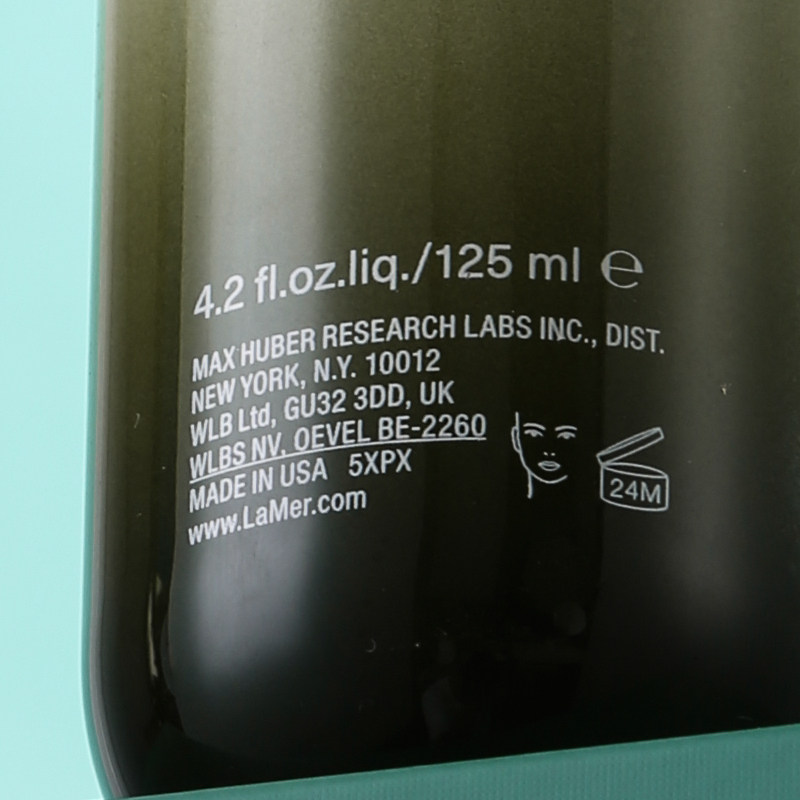 4.2 fl.oz.liq./125 ml ℮
MAX HUBER RESEARCH LABS INC., DIST.
NEW YORK, N.Y. 10012
WLB Ltd, GU32 3DD, UK
WLBS NV, OEVEL BE-2260
MADE IN USA 5XPX
www.LaMer.com
24M